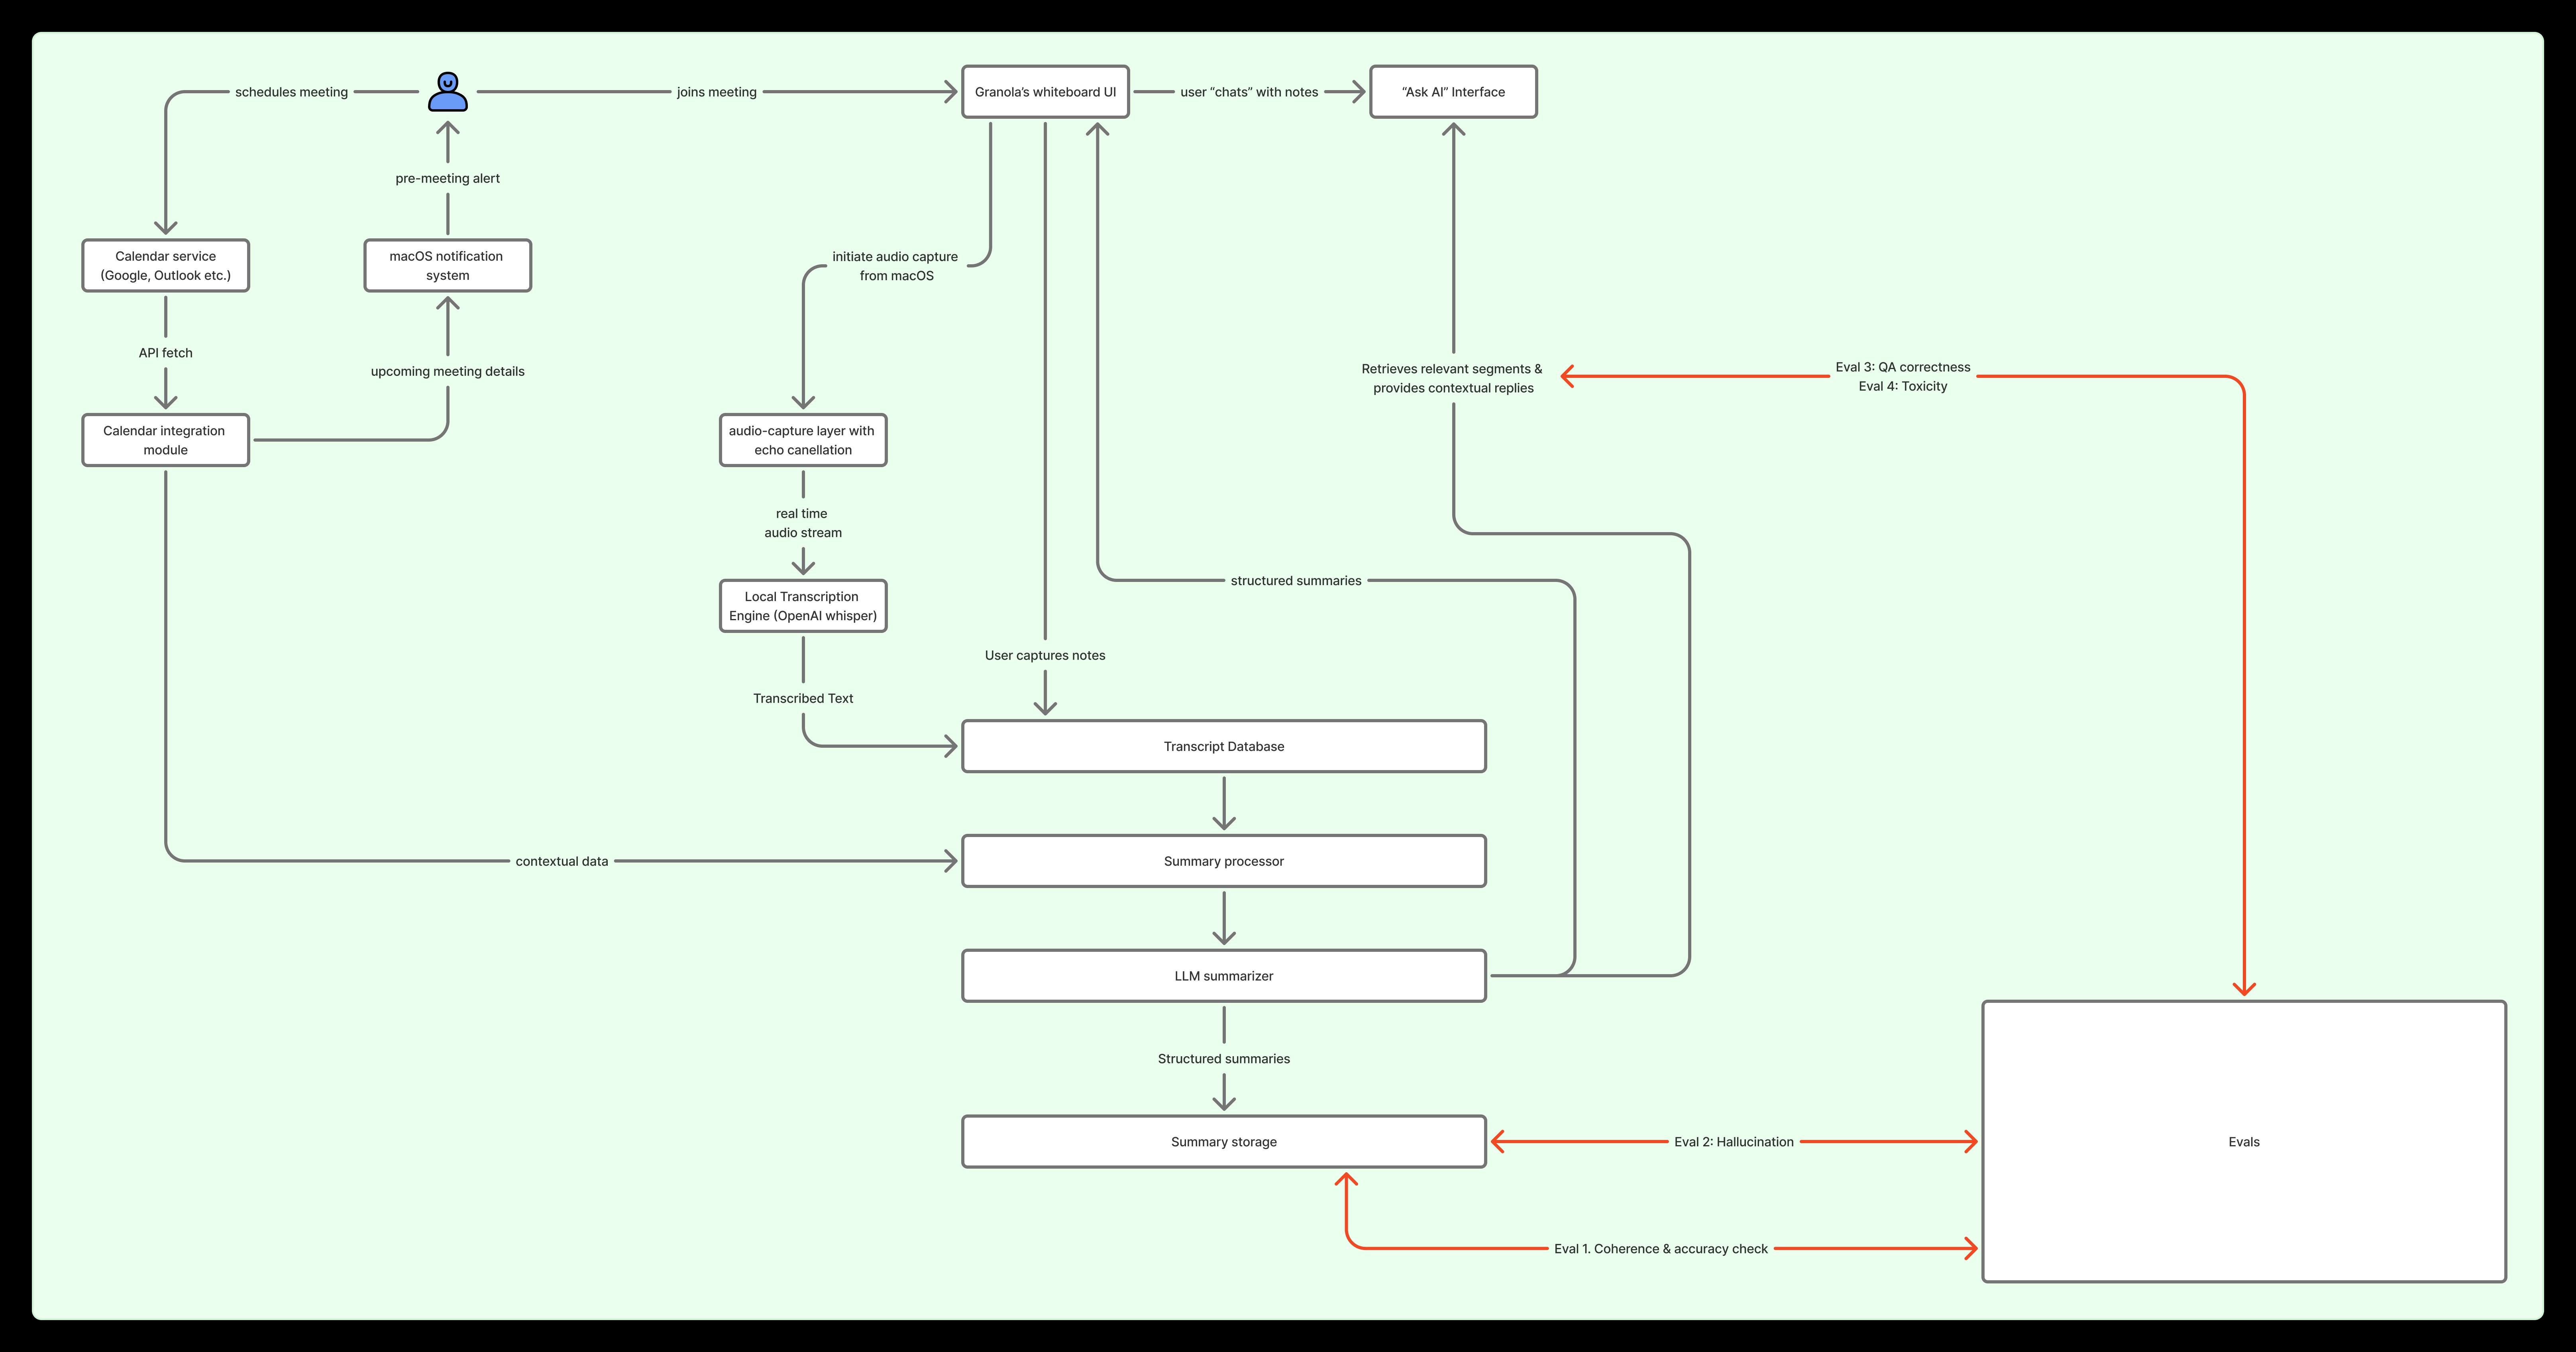 schedules meeting
joins meeting
Granola’s whiteboard UI
user “chats” with notes
“Ask AI” Interface
pre-meeting alert
Calendar service
(Google, Outlook etc.)
macOS notification
system
initiate audio capture
from macOS
API fetch
upcoming meeting details
Retrieves relevant segments &
provides contextual replies
Eval 3: QA correctness
Eval 4: Toxicity
Calendar integration
module
audio-capture layer with
echo canellation
real time
audio stream
structured summaries
Local Transcription
Engine (OpenAI whisper)
User captures notes
Transcribed Text
Transcript Database
contextual data
Summary processor
LLM summarizer
Structured summaries
Summary storage
Eval 2: Hallucination
Evals
Eval 1. Coherence & accuracy check